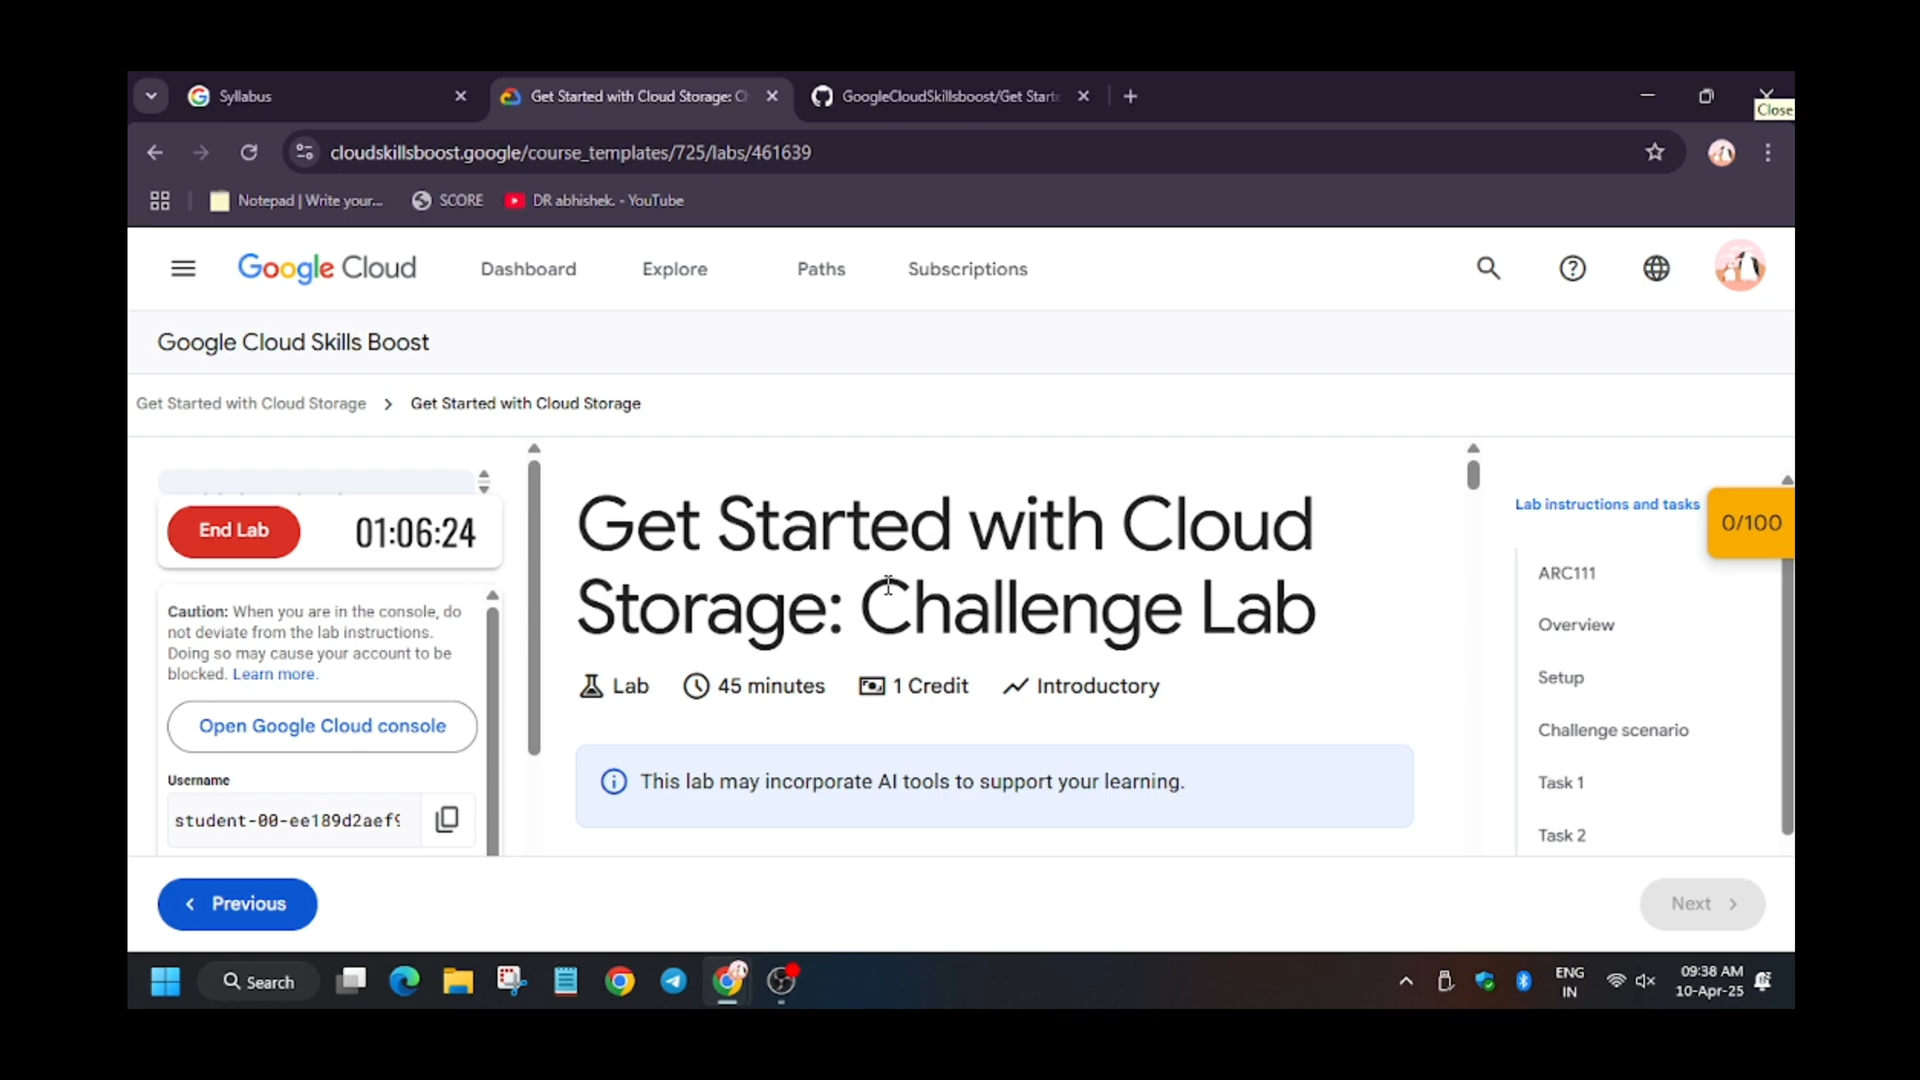 Syllabus
Get Started with Cloud Storage: Ch
GoogleCloudSkillsboost/Get Starte
Close
cloudskillsboost.google/course_templates/725/labs/461639
Notepad | Write your...
SCORE
DR abhishek. - YouTube
Google Cloud
Dashboard
Explore
Paths
Subscriptions
Google Cloud Skills Boost
Get Started with Cloud Storage
Get Started with Cloud Storage
End Lab
01:06:24
Caution: When you are in the console, do
not deviate from the lab instructions.
Doing so may cause your account to be
blocked. Learn more.
Open Google Cloud console
Username
student-00-ee189d2aef9
Get Started with Cloud
Storage: Challenge Lab
Lab
45 minutes
1 Credit
Introductory
This lab may incorporate AI tools to support your learning.
Lab instructions and tasks
0/100
ARC111
Overview
Setup
Challenge scenario
Task 1
Task 2
Previous
Next
Search
ENG
IN
09:38 AM
10-Apr-25